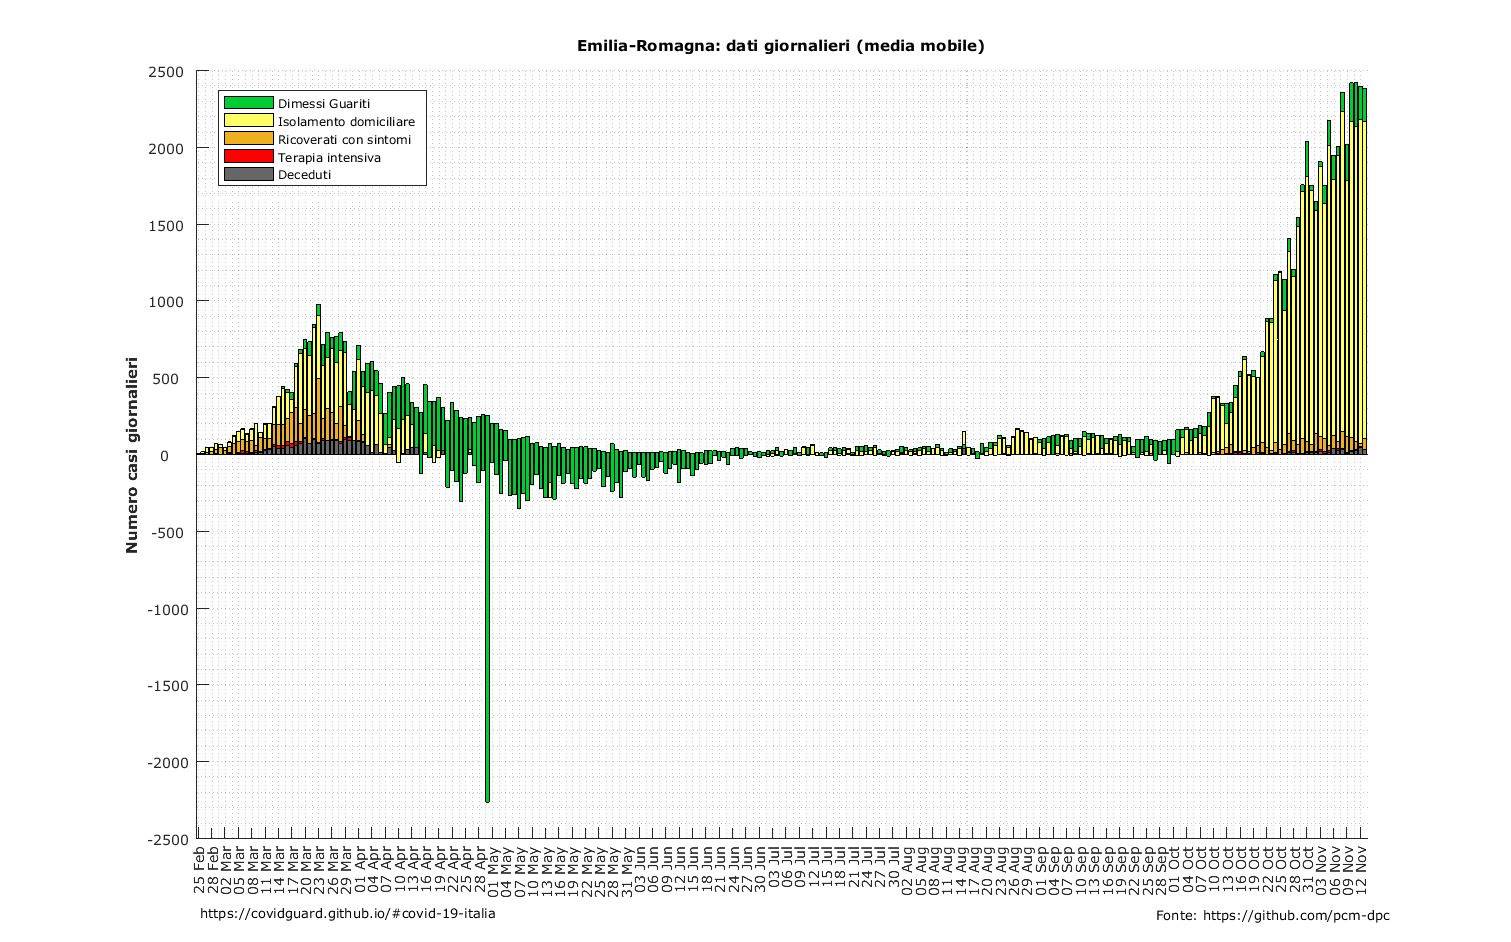 Emilia-Romagna: dati giornalieri (media mobile)
2500
2000
1500
1000
500
0
-500
-1000
-1500
-2000
-2500
Numero casi giornalieri
Dimessi Guariti
Isolamento domiciliare
Ricoverati con sintomi
Terapia intensiva
Deceduti
25 Feb
28 Feb
02 Mar
05 Mar
08 Mar
11 Mar
14 Mar
17 Mar
20 Mar
23 Mar
26 Mar
29 Mar
01 Apr
04 Apr
07 Apr
10 Apr
13 Apr
16 Apr
19 Apr
22 Apr
25 Apr
28 Apr
01 May
04 May
07 May
10 May
13 May
16 May
19 May
22 May
25 May
28 May
31 May
03 Jun
06 Jun
09 Jun
12 Jun
15 Jun
18 Jun
21 Jun
24 Jun
27 Jun
30 Jun
03 Jul
06 Jul
09 Jul
12 Jul
15 Jul
18 Jul
21 Jul
24 Jul
27 Jul
30 Jul
02 Aug
05 Aug
08 Aug
11 Aug
14 Aug
17 Aug
20 Aug
23 Aug
26 Aug
29 Aug
01 Sep
04 Sep
07 Sep
10 Sep
13 Sep
16 Sep
19 Sep
22 Sep
25 Sep
28 Sep
01 Oct
04 Oct
07 Oct
10 Oct
13 Oct
16 Oct
19 Oct
22 Oct
25 Oct
28 Oct
31 Oct
03 Nov
06 Nov
09 Nov
12 Nov
https://covidguard.github.io/#covid-19-italia
Fonte: https://github.com/pcm-dpc